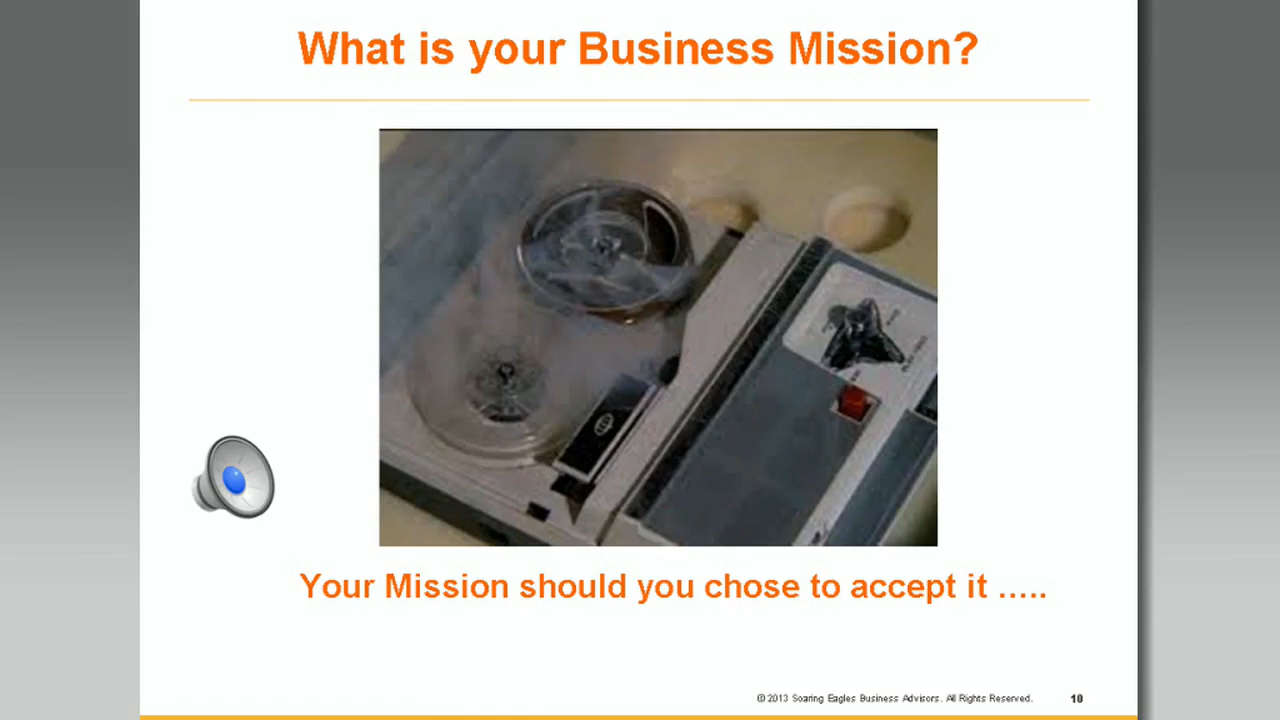 What is your Business Mission?
Your Mission should you chose to accept it …..
© 2013 Soaring Eagles Business Advisors. All Rights Reserved.
10